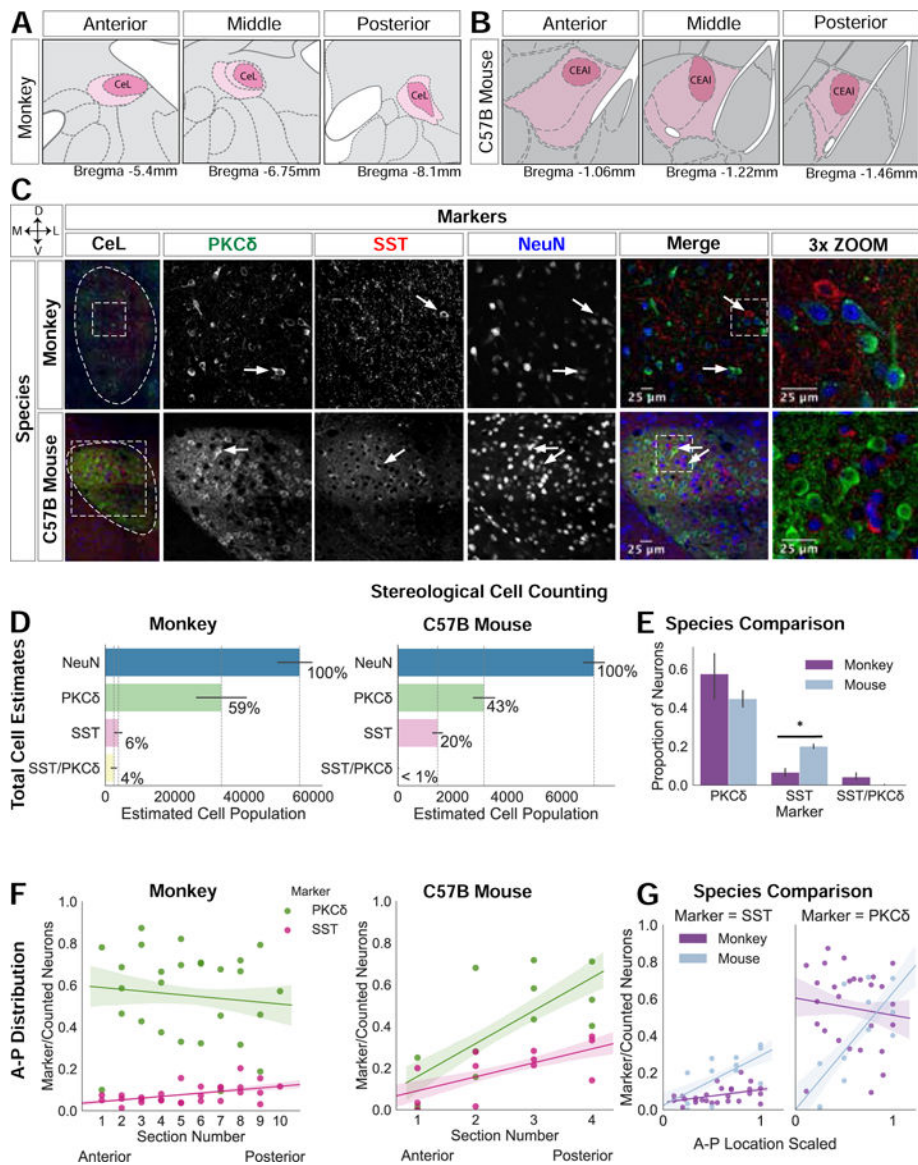 A
Anterior
Middle
Posterior
Monkey
CeL
CeL
CeL
Bregma -5.4mm
Bregma -6.75mm
Bregma -8.1mm
B
Anterior
Middle
Posterior
C57B Mouse
CEAl
CEAl
CEAl
Bregma -1.06mm
Bregma -1.22mm
Bregma -1.46mm
C
D
M
L
V
Markers
CeL
PKCδ
SST
NeuN
Merge
3x ZOOM
Species
Monkey
25 µm
25 µm
C57B Mouse
25 µm
25 µm
Stereological Cell Counting
D
Monkey
C57B Mouse
Total Cell Estimates
NeuN
100%
PKCδ
59%
SST
6%
SST/PKCδ
4%
0 20000 40000 60000
Estimated Cell Population
NeuN
100%
PKCδ
43%
SST
20%
SST/PKCδ
< 1%
0 2000 4000 6000 8000
Estimated Cell Population
E
Species Comparison
Proportion of Neurons
0.6
0.4
0.2
0.0
Monkey
Mouse
*
PKCδ
SST
SST/PKCδ
Marker
F
Monkey
Marker
PKCδ
SST
C57B Mouse
A-P Distribution
Marker/Counted Neurons
1.0
0.8
0.6
0.4
0.2
0.0
1 2 3 4 5 6 7 8 9 10
Section Number
Anterior
Posterior
Marker/Counted Neurons
1.0
0.8
0.6
0.4
0.2
0.0
1 2 3 4
Section Number
Anterior
Posterior
G
Species Comparison
Marker = SST
Marker = PKCδ
Monkey
Mouse
Marker/Counted Neurons
1.0
0.8
0.6
0.4
0.2
0.0
0 1
0 1
A-P Location Scaled